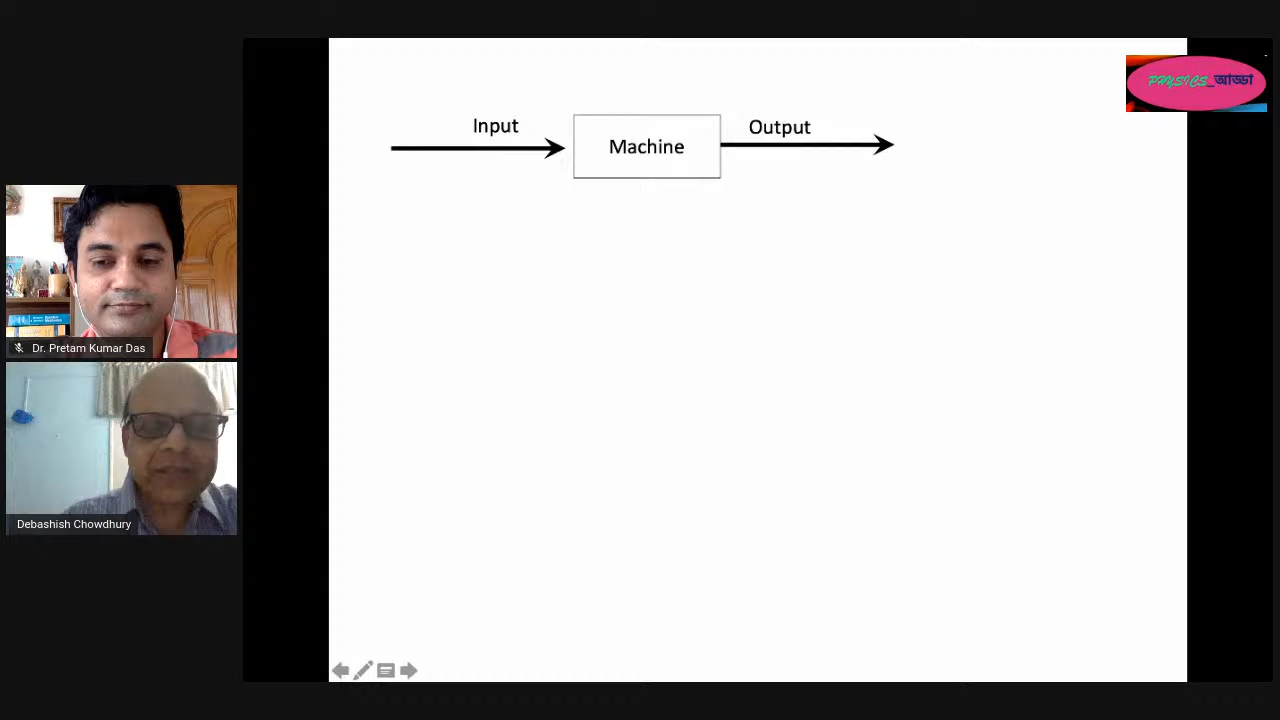 Input
Machine
Output
PHYSICS_আড্ডা
Dr. Pretam Kumar Das
Debashish Chowdhury